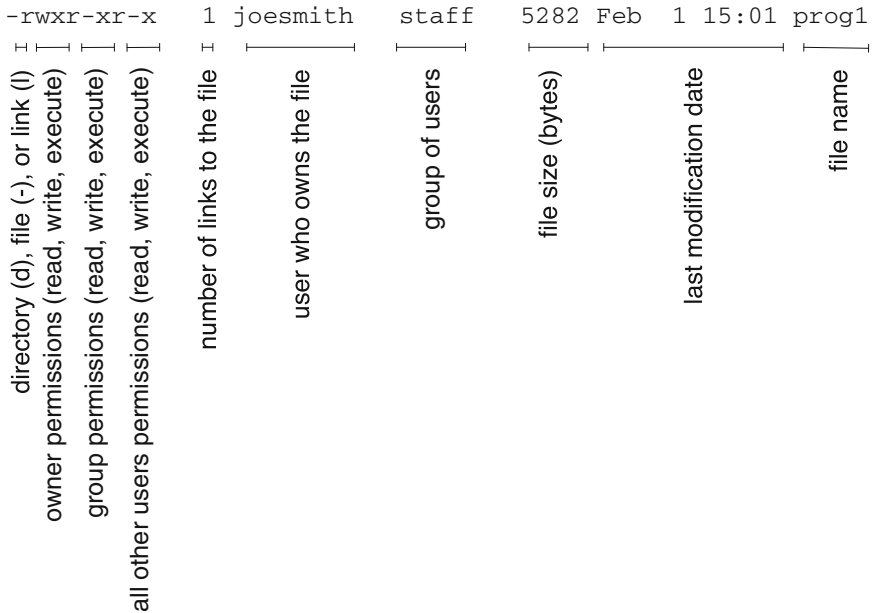 -rwxr-xr-x 1 joesmith staff 5282 Feb 1 15:01 prog1
directory (d), file (-), or link (l)
owner permissions (read, write, execute)
group permissions (read, write, execute)
all other users permissions (read, write, execute)
number of links to the file
user who owns the file
group of users
file size (bytes)
last modification date
file name